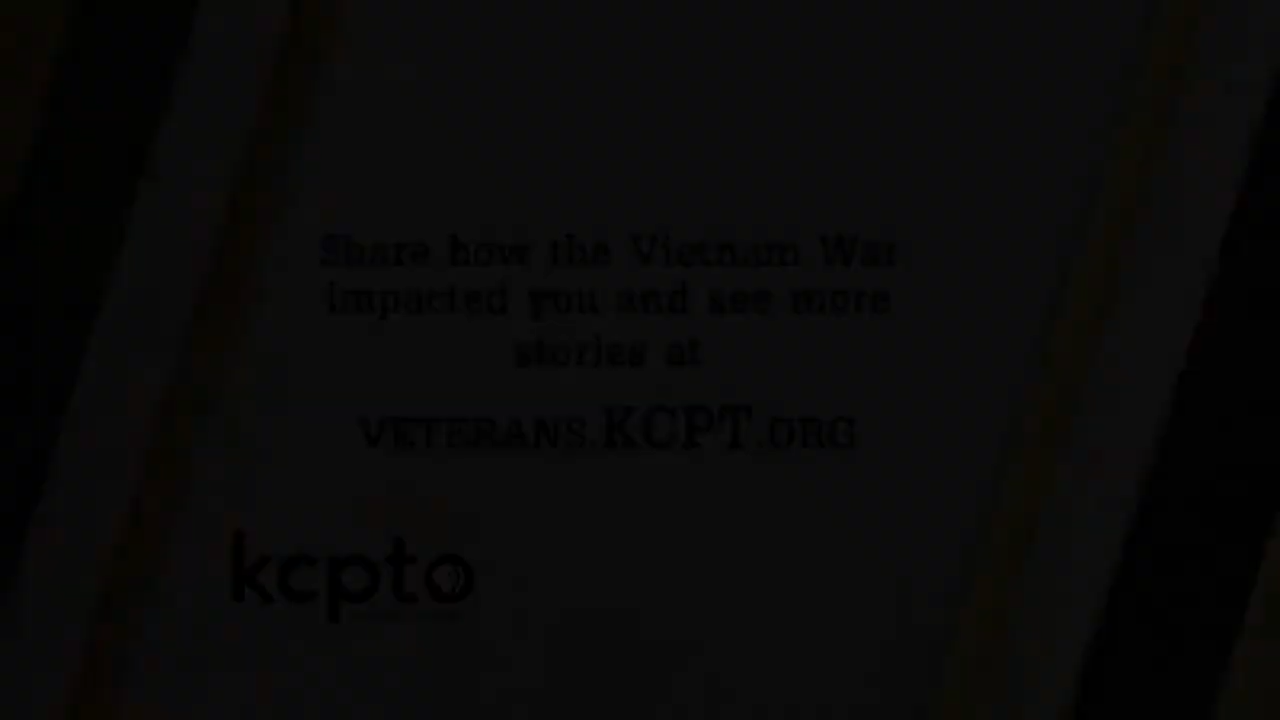 Share how the Vietnam War
impacted you and see more
stories at
VETERANS.KCPT.ORG
kcpt